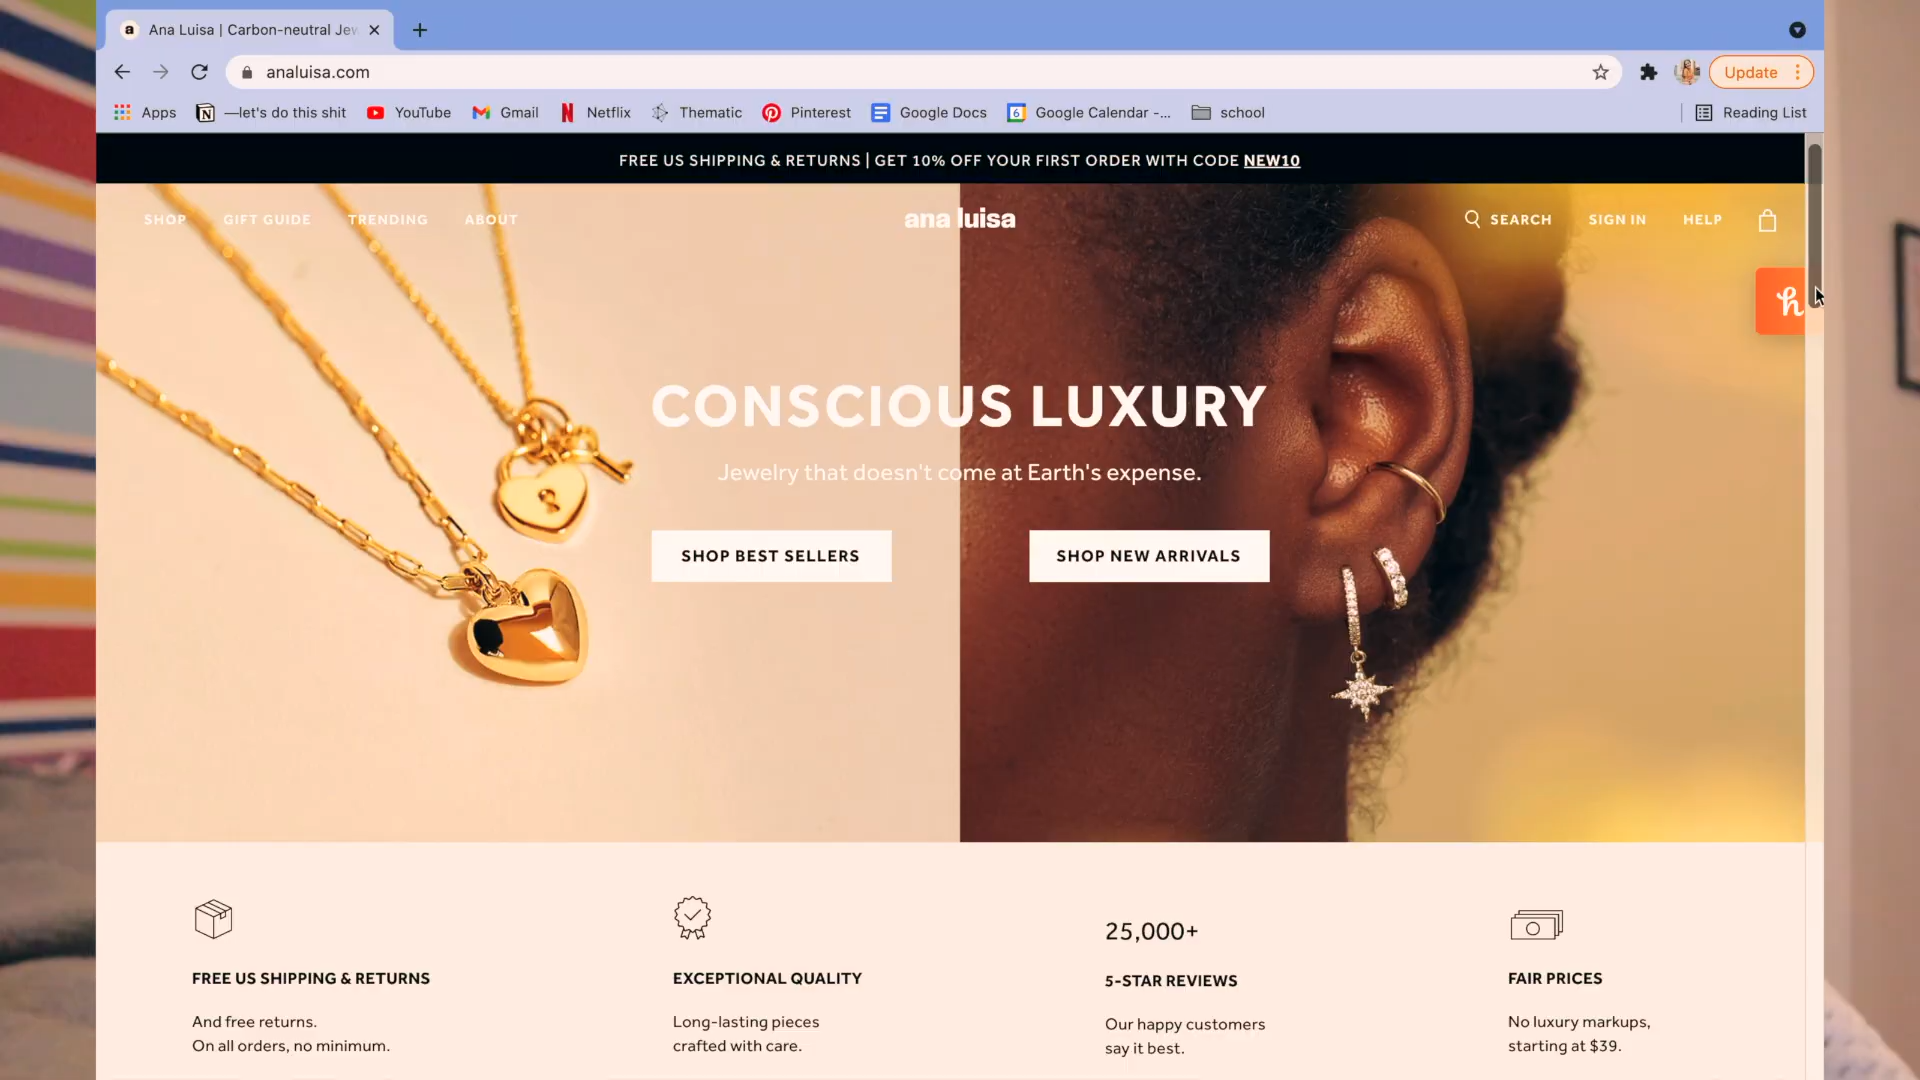 a Ana Luisa | Carbon-neutral Jew
analuisa.com
Update
Apps
N —let's do this shit
YouTube
Gmail
Netflix
Thematic
Pinterest
Google Docs
6 Google Calendar -...
school
Reading List
FREE US SHIPPING & RETURNS | GET 10% OFF YOUR FIRST ORDER WITH CODE NEW10
SHOP
GIFT GUIDE
TRENDING
ABOUT
ana luisa
SEARCH
SIGN IN
HELP
h
CONSCIOUS LUXURY
Jewelry that doesn't come at Earth's expense.
SHOP BEST SELLERS
SHOP NEW ARRIVALS
FREE US SHIPPING & RETURNS
And free returns.
On all orders, no minimum.
EXCEPTIONAL QUALITY
Long-lasting pieces
crafted with care.
25,000+
5-STAR REVIEWS
Our happy customers
say it best.
FAIR PRICES
No luxury markups,
starting at $39.